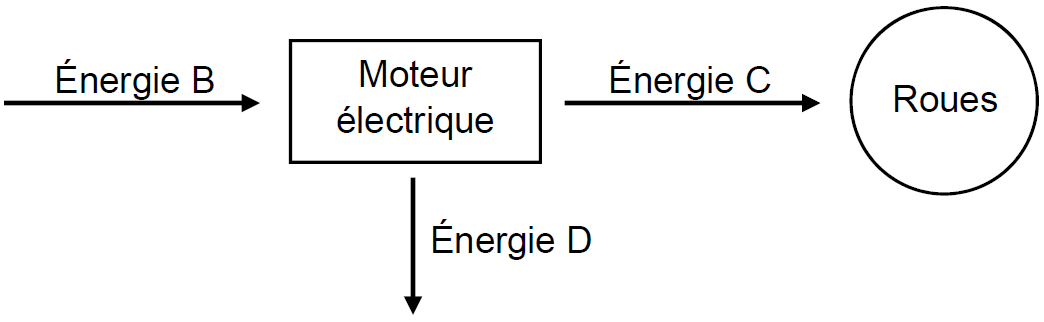 Énergie B
Moteur
électrique
Énergie C
Roues
Énergie D